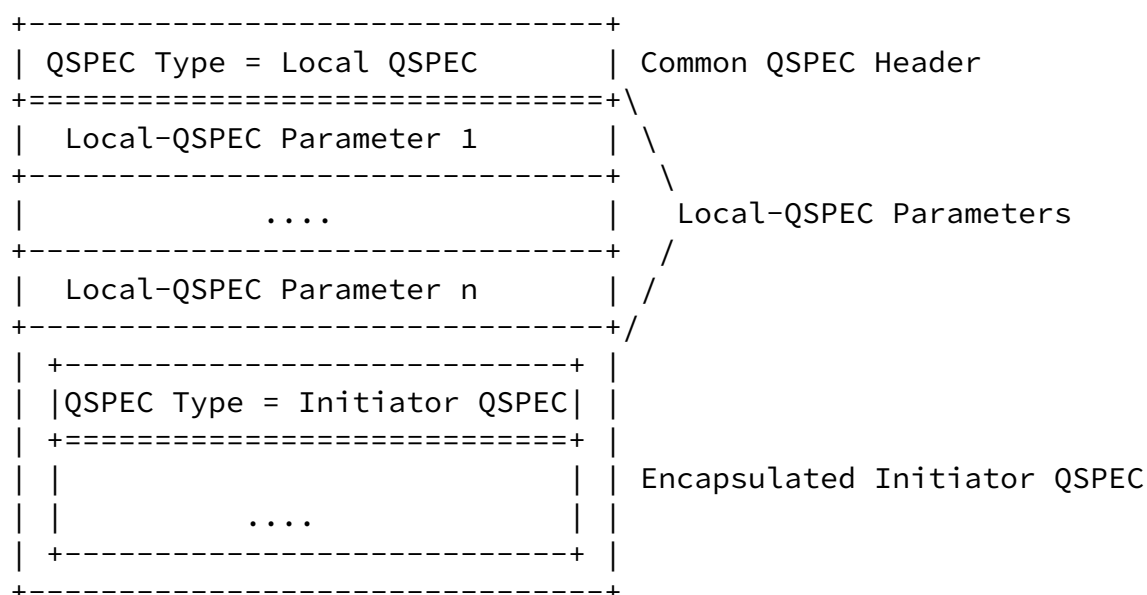 +--------------------------------+
| QSPEC Type = Local QSPEC       | Common QSPEC Header
+================================+\
|  Local-QSPEC Parameter 1       | \
+--------------------------------+  \
|             ....               |   Local-QSPEC Parameters
+--------------------------------+  /
|  Local-QSPEC Parameter n       | /
+--------------------------------+/
| +----------------------------+ |
| |QSPEC Type = Initiator QSPEC| |
| +============================+ |
| |                            | | Encapsulated Initiator QSPEC
| |          ....              | |
| +----------------------------+ |
+--------------------------------+